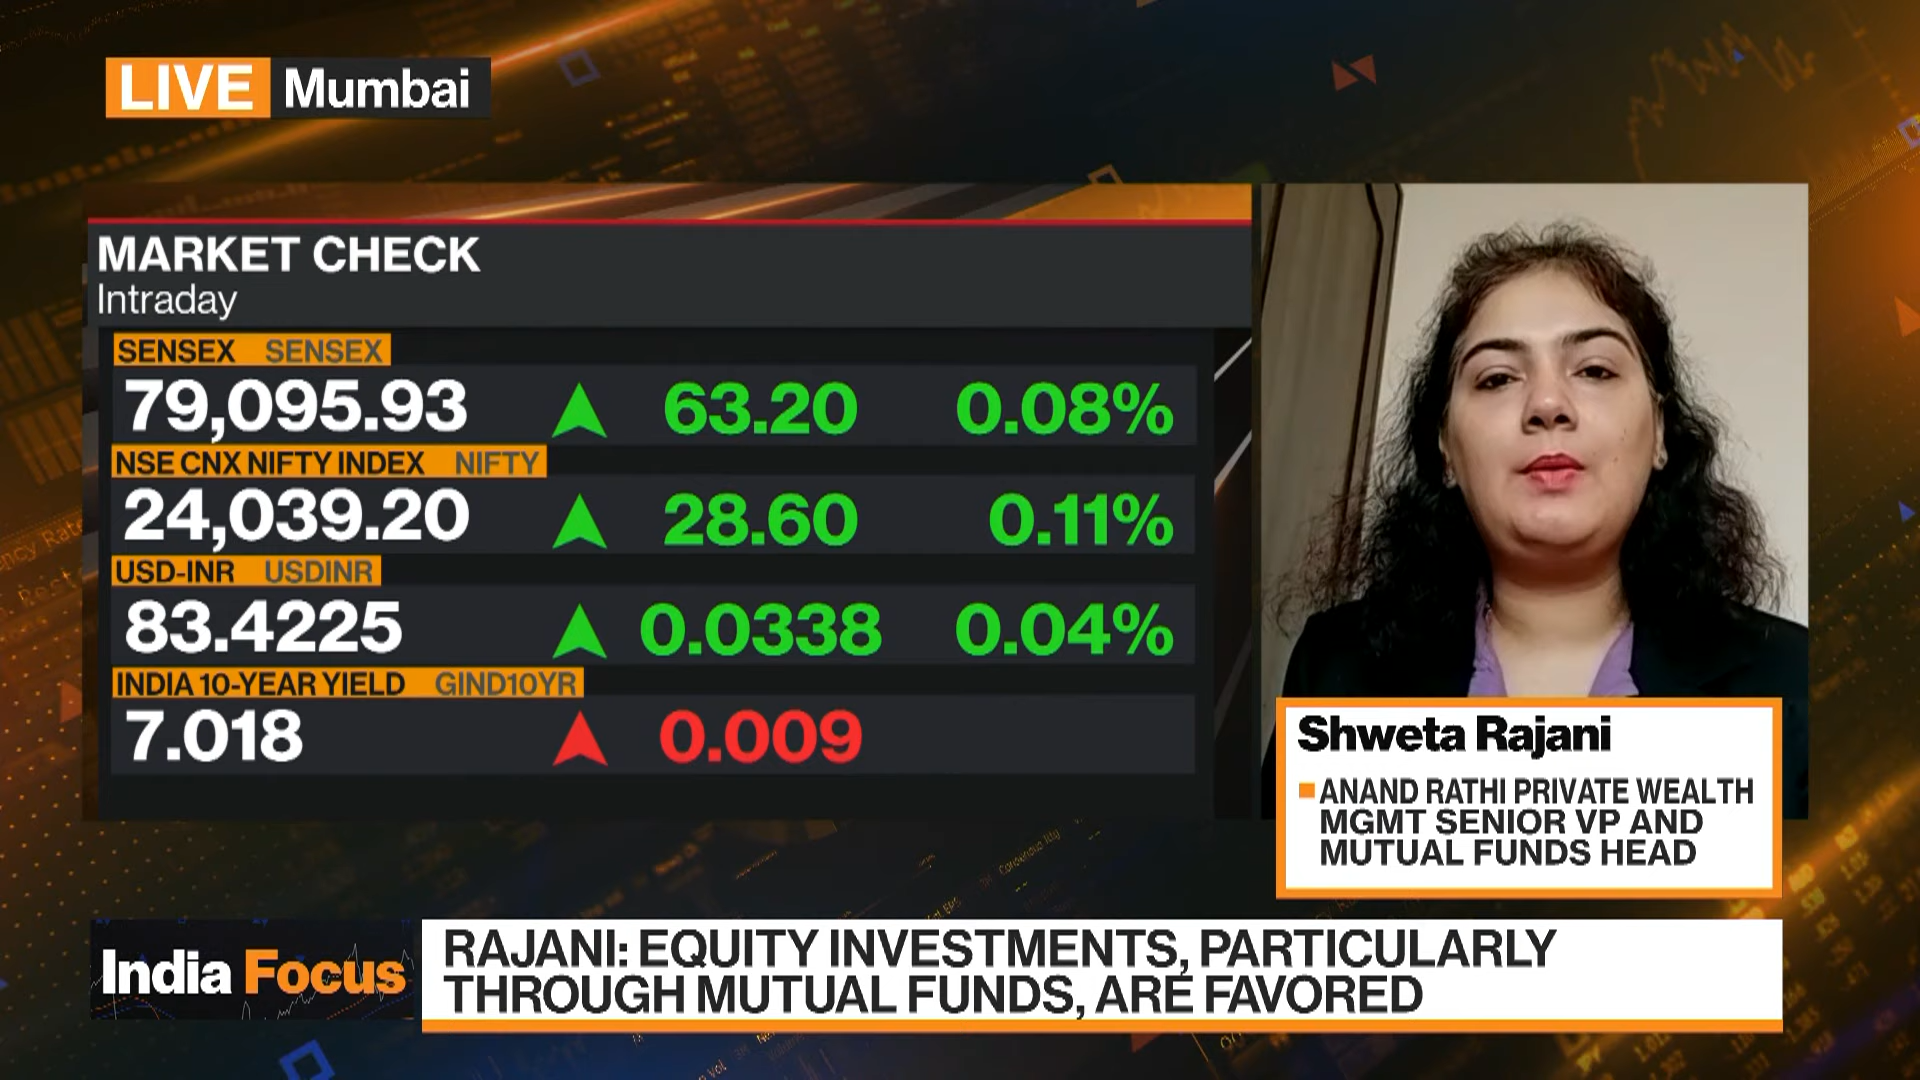 LIVE Mumbai
MARKET CHECK
Intraday
SENSEX SENSEX
79,095.93 63.20 0.08%
NSE CNX NIFTY INDEX NIFTY
24,039.20 28.60 0.11%
USD-INR USDINR
83.4225 0.0338 0.04%
INDIA 10-YEAR YIELD GIND10YR
7.018 0.009
Shweta Rajani
ANAND RATHI PRIVATE WEALTH
MGMT SENIOR VP AND
MUTUAL FUNDS HEAD
India Focus
RAJANI: EQUITY INVESTMENTS, PARTICULARLY
THROUGH MUTUAL FUNDS, ARE FAVORED